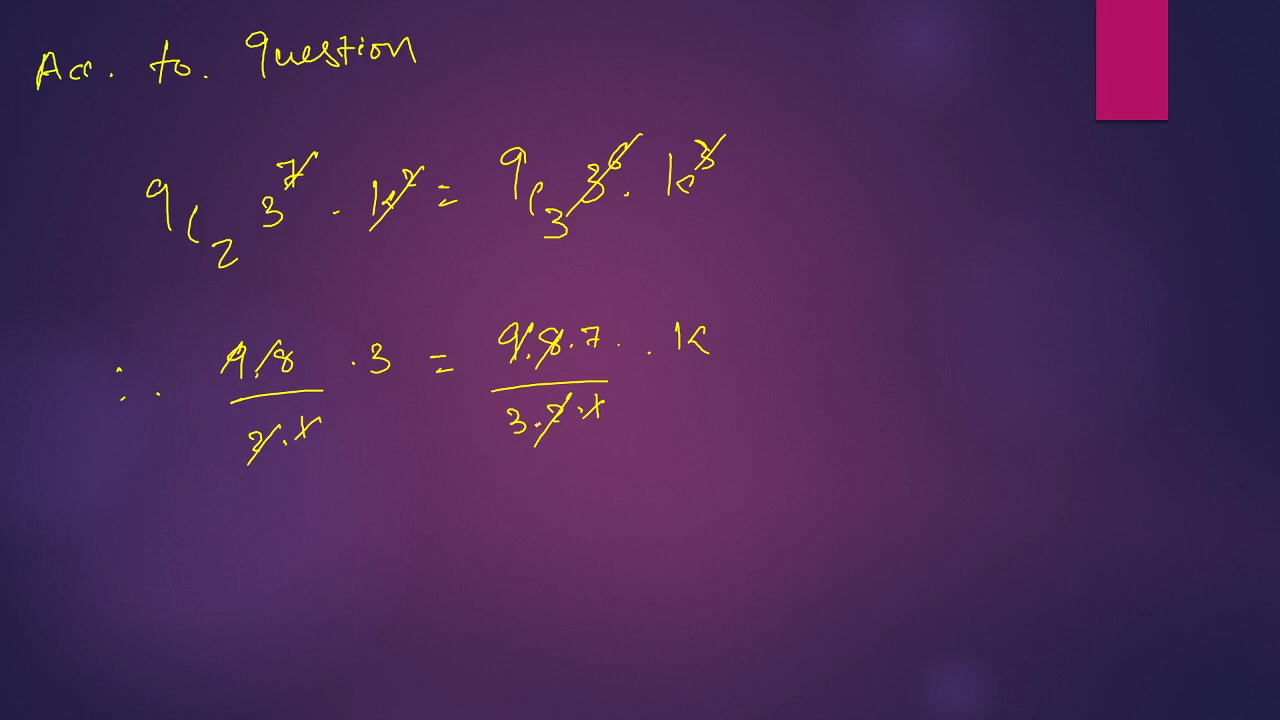 Acc. to. Question
9C2 3^7 . k^2 = 9C3 3^6 . k^3
∴ 9.8/2.1 . 3 = 9.8.7/3.2.1 . k